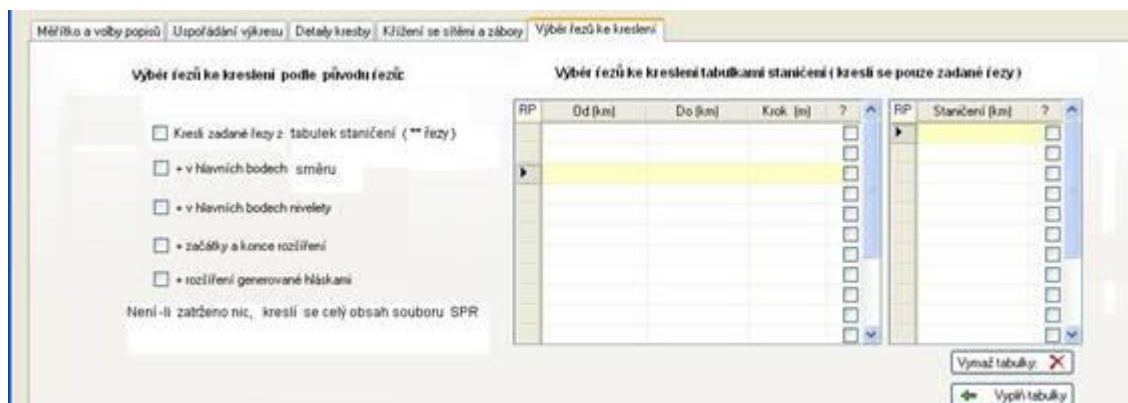 Měřítko a volby popisů Uspořádání výkresu Detaily kresby Křížení se sítěmi a zábory Výběr řezů ke kreslení
Výběr řezů ke kreslení podle původu řezů:
Výběr řezů ke kreslení tabulkami staničení ( kreslí se pouze zadané řezy )
RP Od [km] Do [km] Krok [m] ?
RP Staničení [km] ?
Kresli zadané řezy z tabulek staničení ( ** řezy )
+ v hlavních bodech směru
+ v hlavních bodech nivelety
+ začátky a konce rozšíření
+ rozšíření generované hláskami
Není -li zatrženo nic, kreslí se celý obsah souboru SPR
Vymaž tabulky
Vyplň tabulky